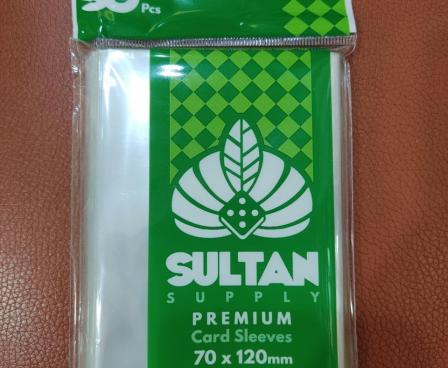 Pcs
SULTAN
SUPPLY
PREMIUM
Card Sleeves
70 x 120mm